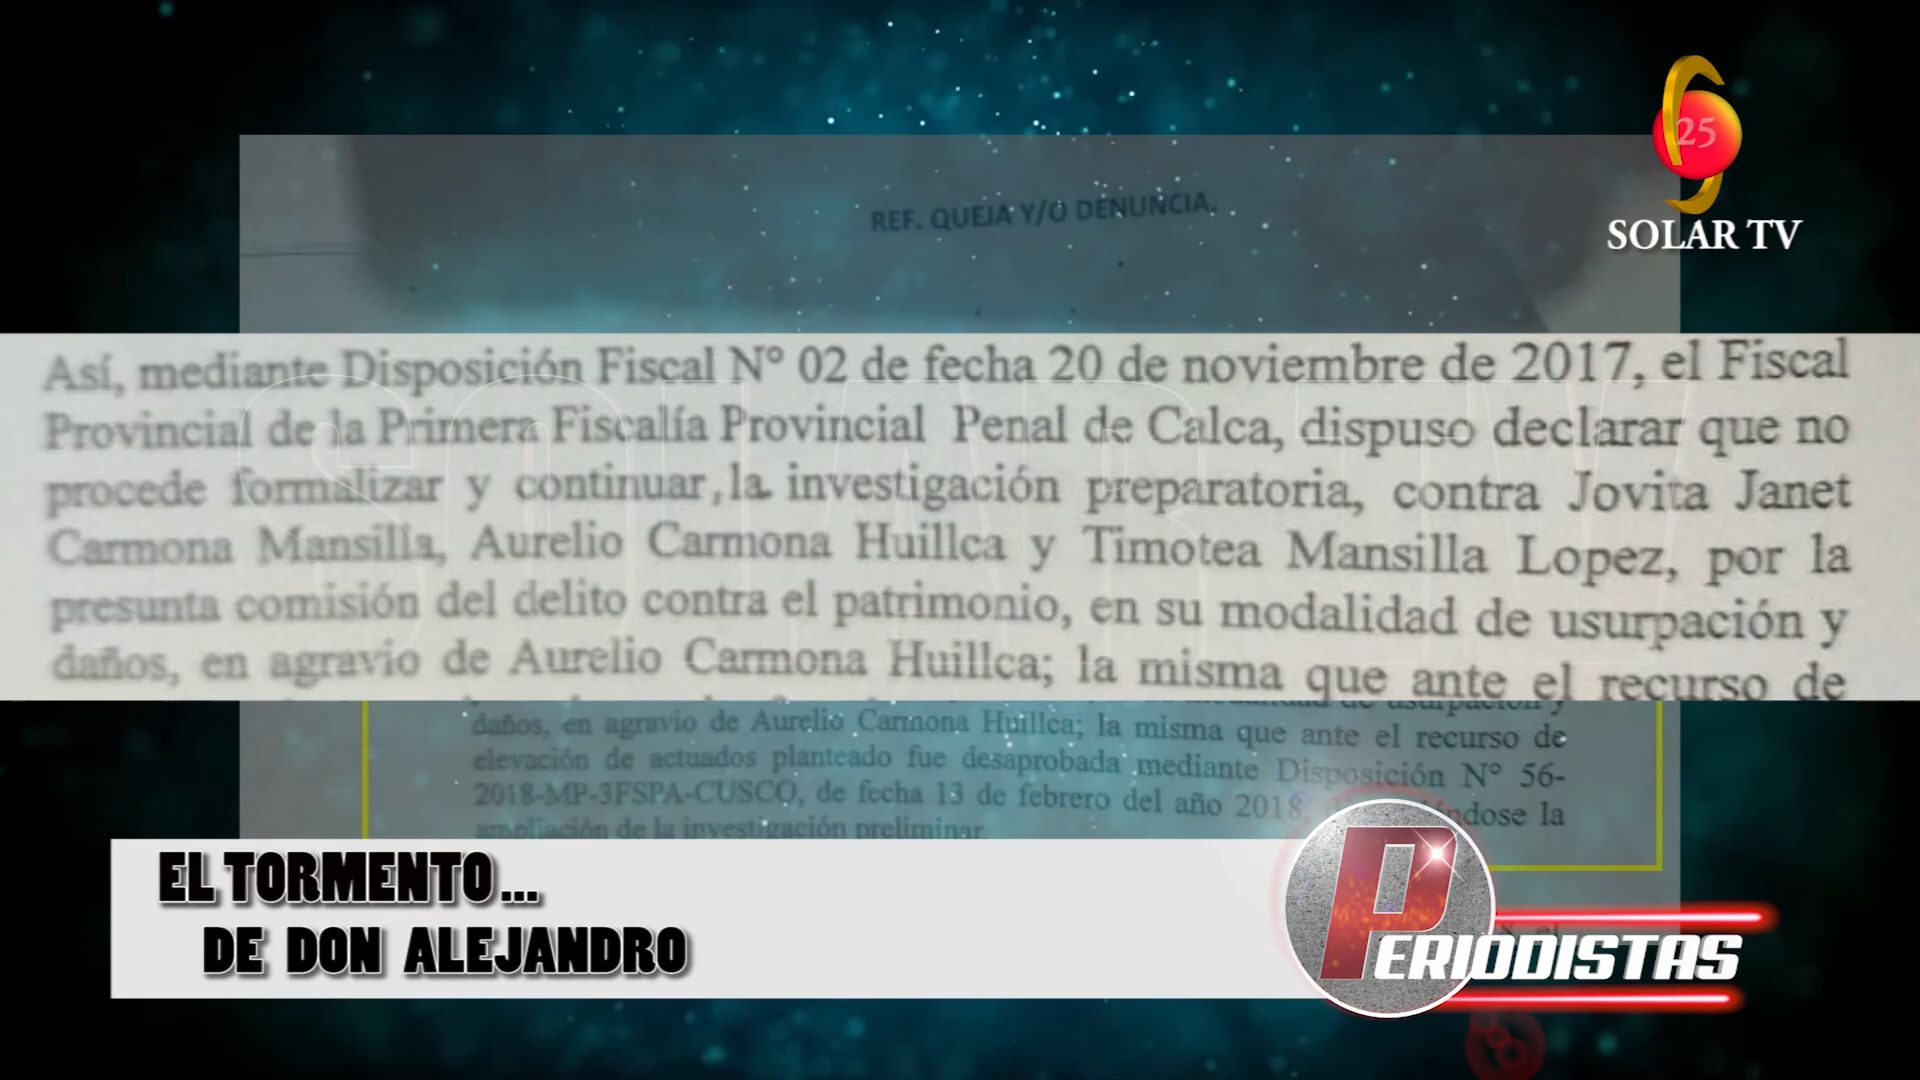 25
SOLAR TV
REF. QUEJA Y/O DENUNCIA.
Así, mediante Disposición Fiscal Nº 02 de fecha 20 de noviembre de 2017, el Fiscal
Provincial de la Primera Fiscalía Provincial Penal de Calca, dispuso declarar que no
procede formalizar y continuar, la investigación preparatoria, contra Jovita Janet
Carmona Mansilla, Aurelio Carmona Huillca y Timotea Mansilla Lopez, por la
presunta comisión del delito contra el patrimonio, en su modalidad de usurpación y
daños, en agravio de Aurelio Carmona Huillca; la misma que ante el recurso de
daños, en agravio de Aurelio Carmona Huillca; la misma que ante el recurso de
elevación de actuados planteado fue desaprobada mediante Disposición Nº 56-
2018-MP-3FSPA-CUSCO, de fecha 13 de febrero del año 2018, ndose la
ampliación de la investigación preliminar.
EL TORMENTO...
DE DON ALEJANDRO
PERIODISTAS
SOLAR TV